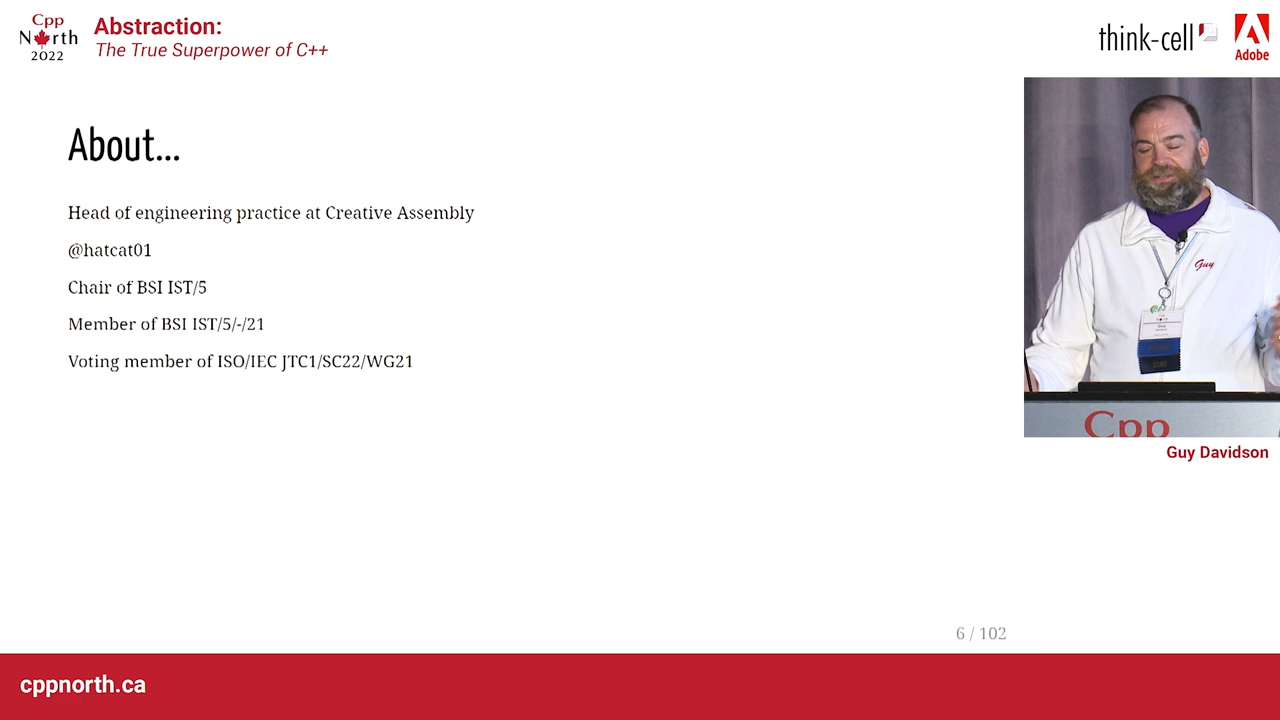 Cpp
North
2022
Abstraction:
The True Superpower of C++
think-cell
Adobe
About...
Head of engineering practice at Creative Assembly
@hatcat01
Chair of BSI IST/5
Member of BSI IST/5/-/21
Voting member of ISO/IEC JTC1/SC22/WG21
Guy
Cpp
Guy Davidson
6 / 102
cppnorth.ca